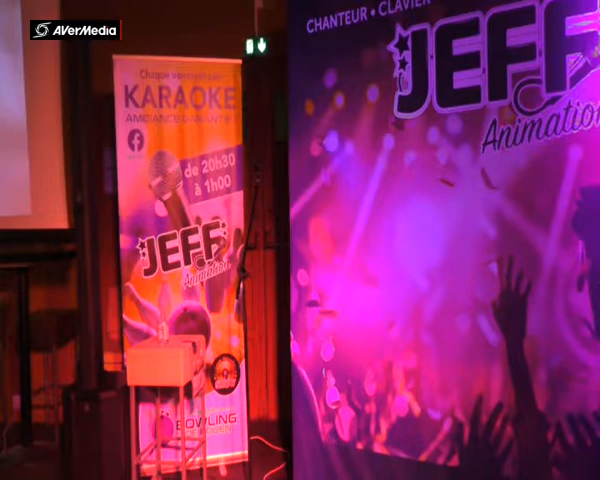 AVerMedia
CHANTEUR • CLAVIER
JEFF
Animation
KARAOKE
de 20h30
à 1h00
JEFF
Animation
BOWLING